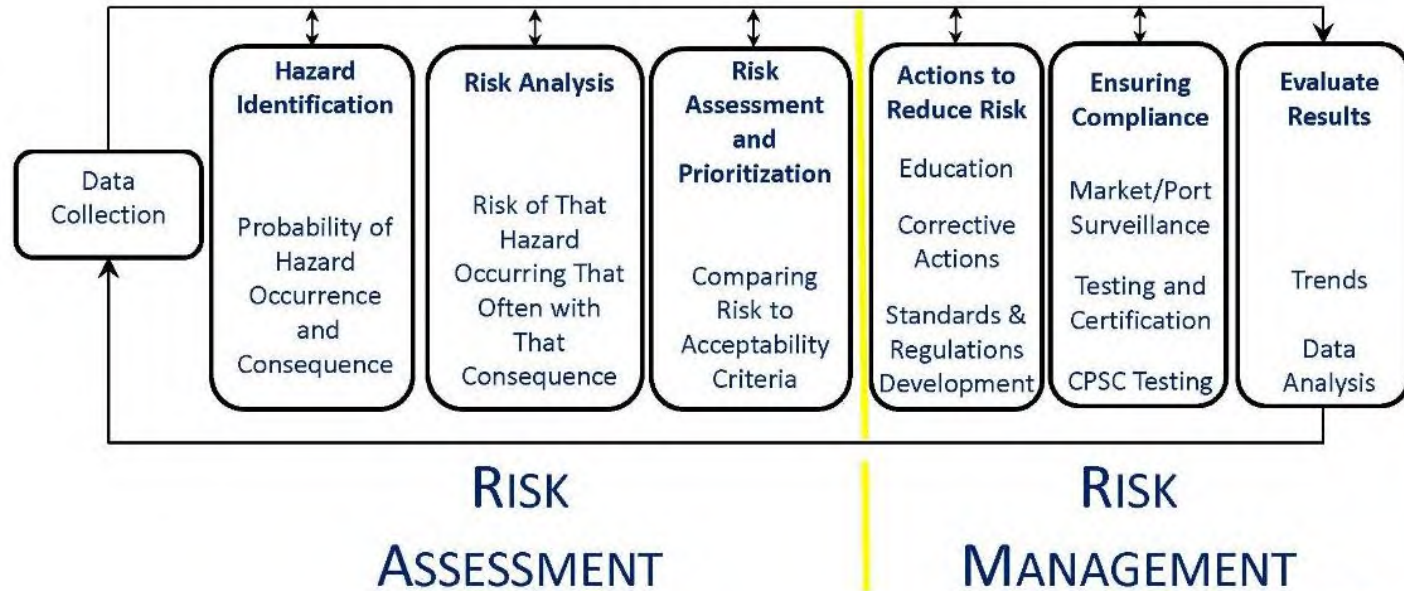 Data
Collection
Hazard
Identification
Probability of
Hazard
Occurrence
and
Consequence
Risk Analysis
Risk of That
Hazard
Occurring That
Often with
That
Consequence
Risk
Assessment
and
Prioritization
Comparing
Risk to
Acceptability
Criteria
Actions to
Reduce Risk
Education
Corrective
Actions
Standards &
Regulations
Development
Ensuring
Compliance
Market/Port
Surveillance
Testing and
Certification
CPSC Testing
Evaluate
Results
Trends
Data
Analysis
RISK
ASSESSMENT
RISK
MANAGEMENT